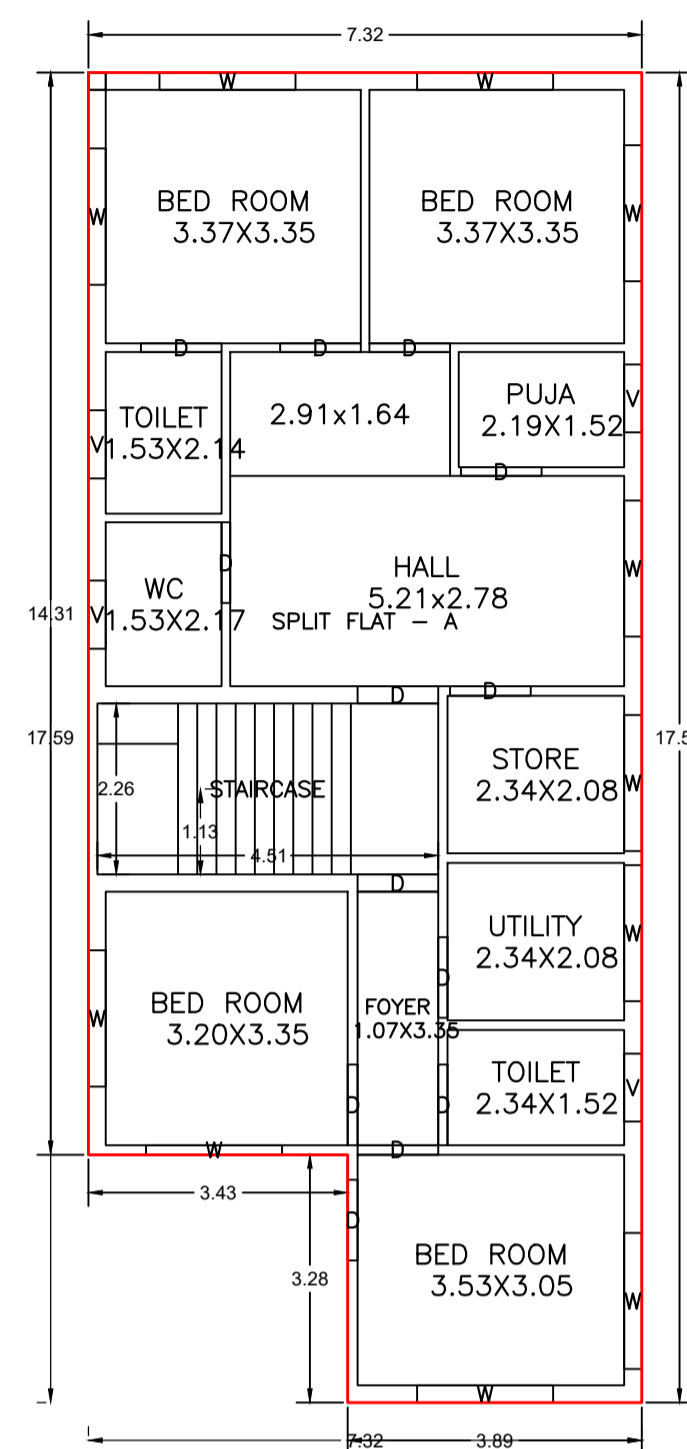 7.32
W
W
BED ROOM
3.37X3.35
BED ROOM
3.37X3.35
W
W
D
D
D
TOILET
1.53X2.14
V
2.91x1.64
PUJA
2.19X1.52
V
D
HALL
5.21x2.78
SPLIT FLAT - A
W
D
WC
1.53X2.17
V
14.31
17.59
17.5
D
D
STORE
2.34X2.08
W
STAIRCASE
2.26
1.13
4.51
D
UTILITY
2.34X2.08
W
D
BED ROOM
3.20X3.35
W
FOYER
1.07X3.35
TOILET
2.34X1.52
V
D
D
W
D
3.43
D
3.28
BED ROOM
3.53X3.05
W
W
7.32
3.89